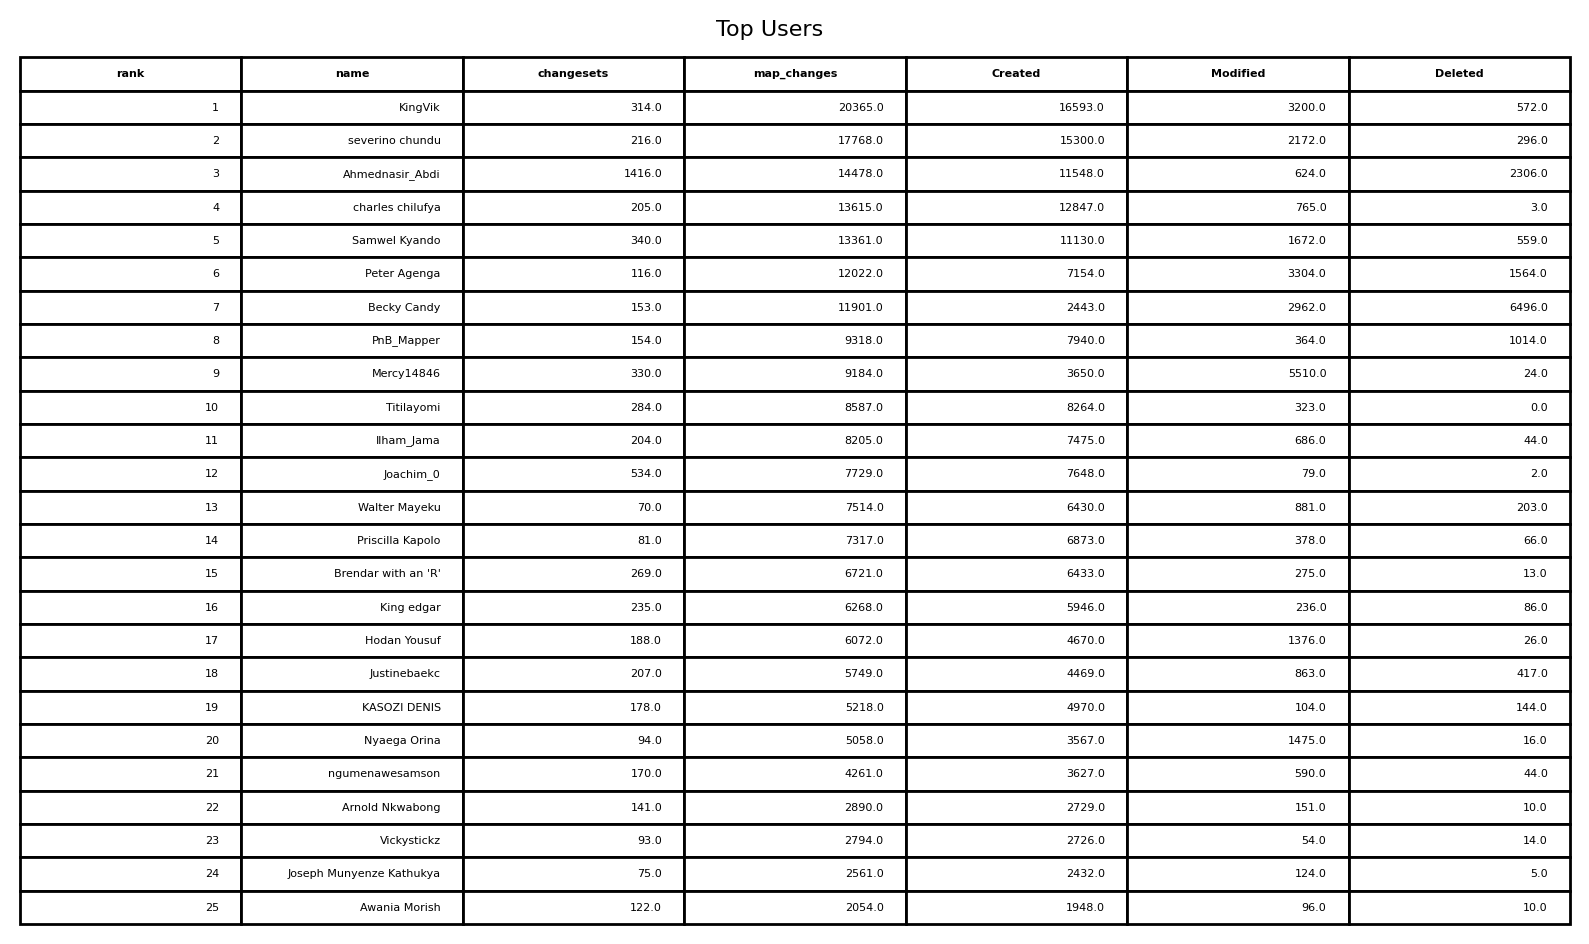 Top Users
rank name changesets map_changes Created Modified Deleted
1 KingVik 314.0 20365.0 16593.0 3200.0 572.0
2 severino chundu 216.0 17768.0 15300.0 2172.0 296.0
3 Ahmednasir_Abdi 1416.0 14478.0 11548.0 624.0 2306.0
4 charles chilufya 205.0 13615.0 12847.0 765.0 3.0
5 Samwel Kyando 340.0 13361.0 11130.0 1672.0 559.0
6 Peter Agenga 116.0 12022.0 7154.0 3304.0 1564.0
7 Becky Candy 153.0 11901.0 2443.0 2962.0 6496.0
8 PnB_Mapper 154.0 9318.0 7940.0 364.0 1014.0
9 Mercy14846 330.0 9184.0 3650.0 5510.0 24.0
10 Titilayomi 284.0 8587.0 8264.0 323.0 0.0
11 Ilham_Jama 204.0 8205.0 7475.0 686.0 44.0
12 Joachim_0 534.0 7729.0 7648.0 79.0 2.0
13 Walter Mayeku 70.0 7514.0 6430.0 881.0 203.0
14 Priscilla Kapolo 81.0 7317.0 6873.0 378.0 66.0
15 Brendar with an 'R' 269.0 6721.0 6433.0 275.0 13.0
16 King edgar 235.0 6268.0 5946.0 236.0 86.0
17 Hodan Yousuf 188.0 6072.0 4670.0 1376.0 26.0
18 Justinebaekc 207.0 5749.0 4469.0 863.0 417.0
19 KASOZI DENIS 178.0 5218.0 4970.0 104.0 144.0
20 Nyaega Orina 94.0 5058.0 3567.0 1475.0 16.0
21 ngumenawesamson 170.0 4261.0 3627.0 590.0 44.0
22 Arnold Nkwabong 141.0 2890.0 2729.0 151.0 10.0
23 Vickystickz 93.0 2794.0 2726.0 54.0 14.0
24 Joseph Munyenze Kathukya 75.0 2561.0 2432.0 124.0 5.0
25 Awania Morish 122.0 2054.0 1948.0 96.0 10.0